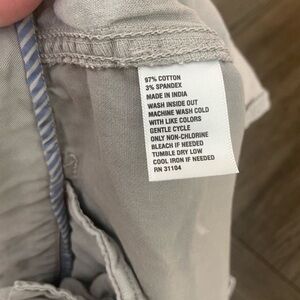 97% COTTON
3% SPANDEX
MADE IN INDIA
WASH INSIDE OUT
MACHINE WASH COLD
WITH LIKE COLORS
GENTLE CYCLE
ONLY NON-CHLORINE
BLEACH IF NEEDED
TUMBLE DRY LOW
COOL IRON IF NEEDED
RN 31104